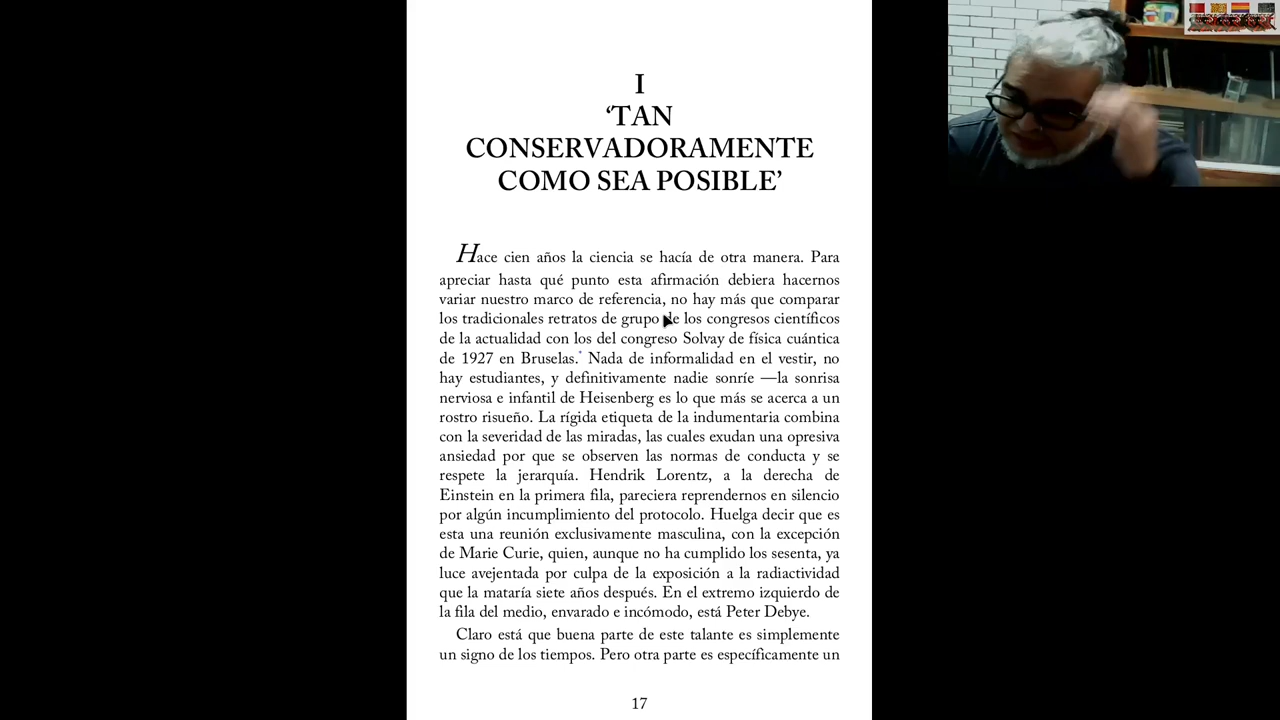 I
‘TAN
CONSERVADORAMENTE
COMO SEA POSIBLE’
Hace cien años la ciencia se hacía de otra manera. Para
apreciar hasta qué punto esta afirmación debiera hacernos
variar nuestro marco de referencia, no hay más que comparar
los tradicionales retratos de grupo de los congresos científicos
de la actualidad con los del congreso Solvay de física cuántica
de 1927 en Bruselas.* Nada de informalidad en el vestir, no
hay estudiantes, y definitivamente nadie sonríe —la sonrisa
nerviosa e infantil de Heisenberg es lo que más se acerca a un
rostro risueño. La rígida etiqueta de la indumentaria combina
con la severidad de las miradas, las cuales exudan una opresiva
ansiedad por que se observen las normas de conducta y se
respete la jerarquía. Hendrik Lorentz, a la derecha de
Einstein en la primera fila, pareciera reprendernos en silencio
por algún incumplimiento del protocolo. Huelga decir que es
esta una reunión exclusivamente masculina, con la excepción
de Marie Curie, quien, aunque no ha cumplido los sesenta, ya
luce avejentada por culpa de la exposición a la radiactividad
que la mataría siete años después. En el extremo izquierdo de
la fila del medio, envarado e incómodo, está Peter Debye.
Claro está que buena parte de este talante es simplemente
un signo de los tiempos. Pero otra parte es específicamente un
17